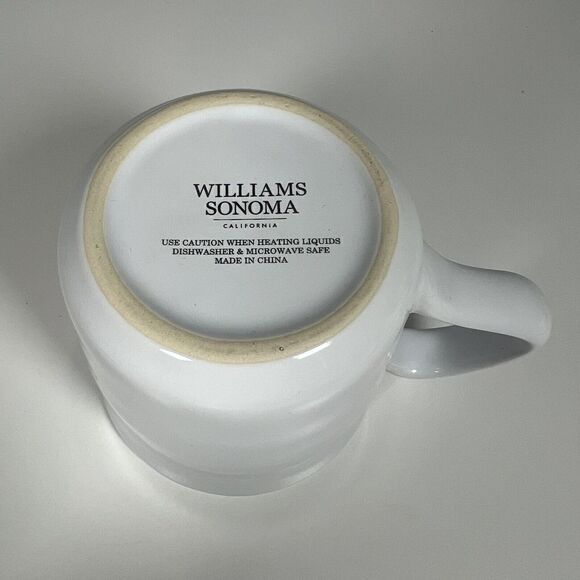 WILLIAMS
SONOMA
CALIFORNIA
USE CAUTION WHEN HEATING LIQUIDS
DISHWASHER & MICROWAVE SAFE
MADE IN CHINA